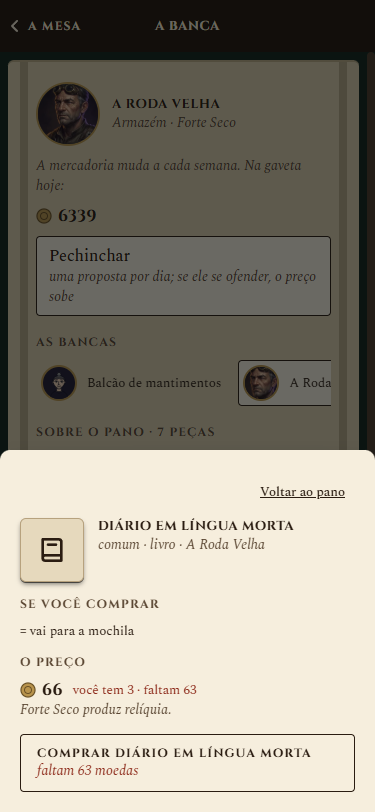 A MESA
A BANCA
A RODA VELHA
Armazém · Forte Seco
A mercadoria muda a cada semana. Na gaveta
hoje:
6339
Pechinchar
uma proposta por dia; se ele se ofender, o preço
sobe
AS BANCAS
Balcão de mantimentos
A Roda
SOBRE O PANO · 7 PEÇAS
Voltar ao pano
DIÁRIO EM LÍNGUA MORTA
comum · livro · A Roda Velha
SE VOCÊ COMPRAR
= vai para a mochila
O PREÇO
66 você tem 3 · faltam 63
Forte Seco produz relíquia.
COMPRAR DIÁRIO EM LÍNGUA MORTA
faltam 63 moedas